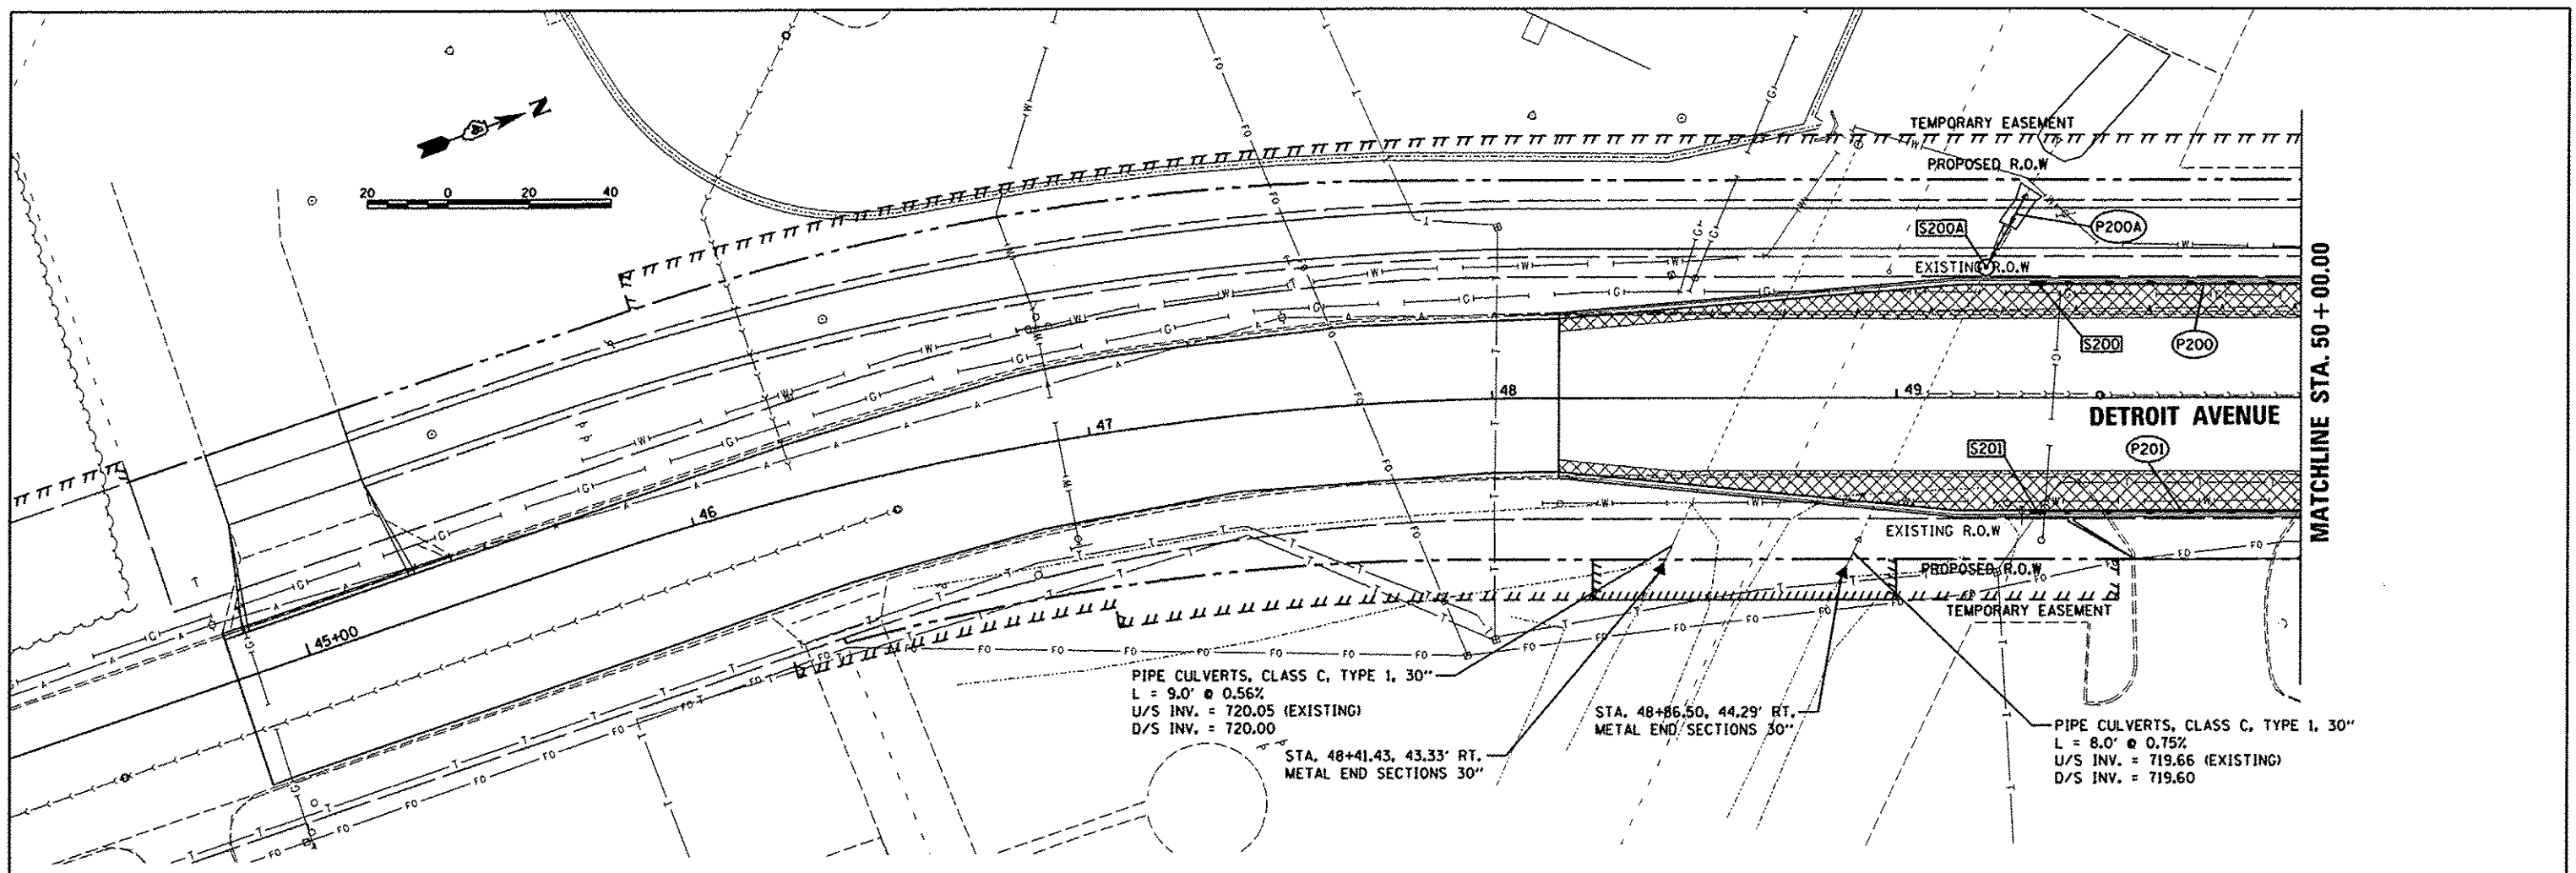 N
20 0 20 40
TEMPORARY EASEMENT
PROPOSED R.O.W
S200A
P200A
EXISTING R.O.W
S200
P200
45+00
46
47
48
49
DETROIT AVENUE
MATCHLINE STA. 50+00.00
S201
P201
EXISTING R.O.W
PROPOSED R.O.W
TEMPORARY EASEMENT
PIPE CULVERTS, CLASS C, TYPE 1, 30"
L = 9.0' @ 0.56%
U/S INV. = 720.05 (EXISTING)
D/S INV. = 720.00
STA. 48+41.43, 43.33' RT.
METAL END SECTIONS 30"
STA. 48+86.50, 44.29' RT.
METAL END SECTIONS 30"
PIPE CULVERTS, CLASS C, TYPE 1, 30"
L = 8.0' @ 0.75%
U/S INV. = 719.66 (EXISTING)
D/S INV. = 719.60